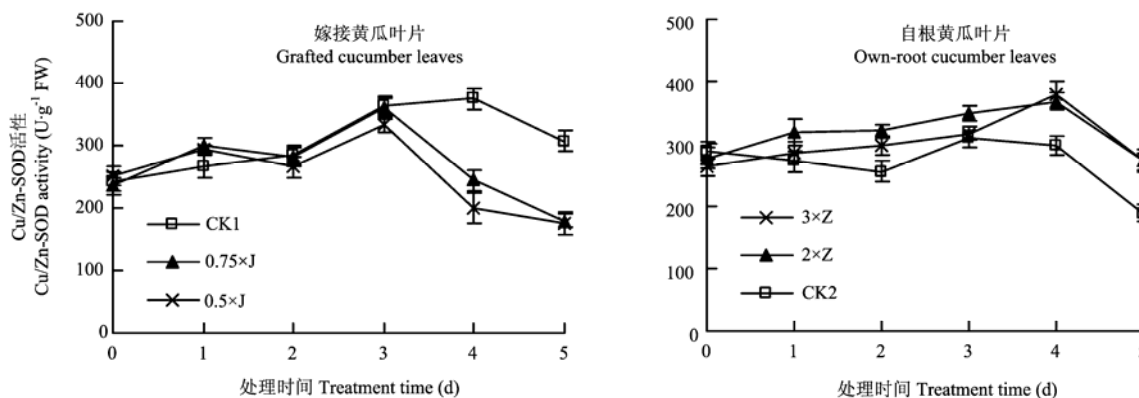 嫁接黄瓜叶片
Grafted cucumber leaves
Cu/Zn-SOD活性
Cu/Zn-SOD activity (U·g⁻¹ FW)
500
400
300
200
100
0
CK1
0.75×J
0.5×J
0 1 2 3 4 5
处理时间 Treatment time (d)
自根黄瓜叶片
Own-root cucumber leaves
500
400
300
200
100
0
3×Z
2×Z
CK2
0 1 2 3 4
处理时间 Treatment time (d)